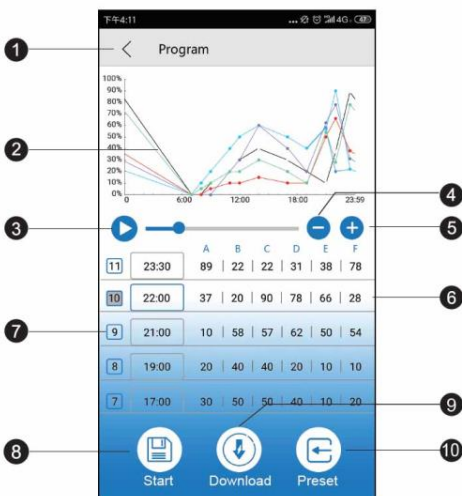 下午4:11 ... 4G 42
1 Program
100%
90%
80%
70%
60%
50%
2
40%
30%
20%
10%
0%
0 6:00 12:00 18:00 23:59
4
3
5
A B C D E F
11 23:30 89 | 22 | 22 | 31 | 38 | 78
10 22:00 37 | 20 | 90 | 78 | 66 | 28 6
7 9 21:00 10 | 58 | 57 | 62 | 50 | 54
8 19:00 20 | 40 | 40 | 20 | 10 | 10
7 17:00 30 | 50 | 50 | 40 | 10 | 20
9
8 10
Start Download Preset